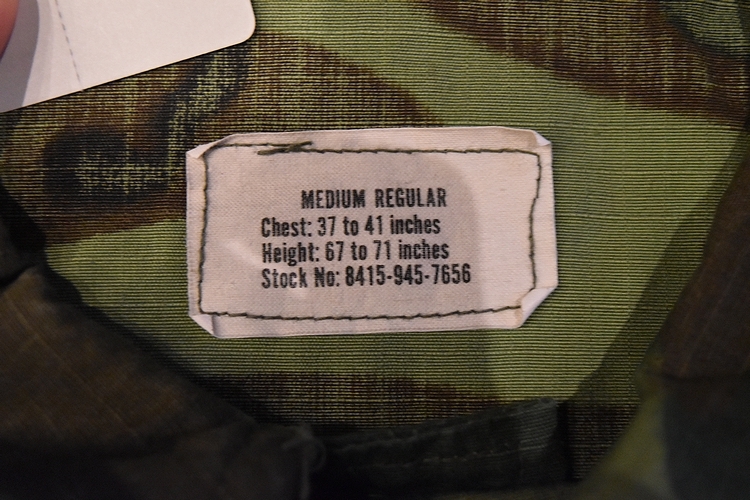 MEDIUM REGULAR
Chest: 37 to 41 inches
Height: 67 to 71 inches
Stock No: 8415-945-7656